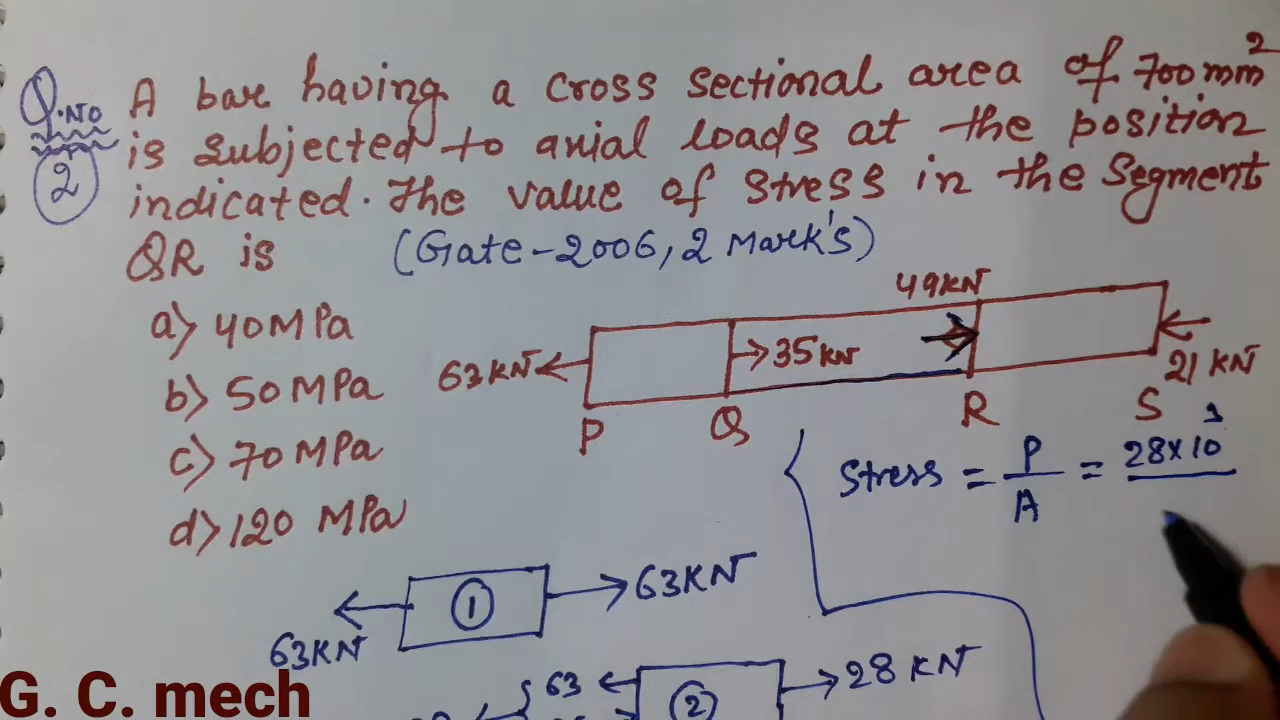 Q.NO 2
A bar having a cross sectional area of 700mm²
is subjected to axial loads at the position
indicated. The value of stress in the segment
QR is (Gate-2006, 2 Mark's)
a) 40MPa
b) 50MPa
c) 70MPa
d) 120 MPa
49KN
63KN 35KN
21KN
P Q R S
Stress = P/A = 28×10³
63KN 1 63KN
63 2 28KN
G. C. mech